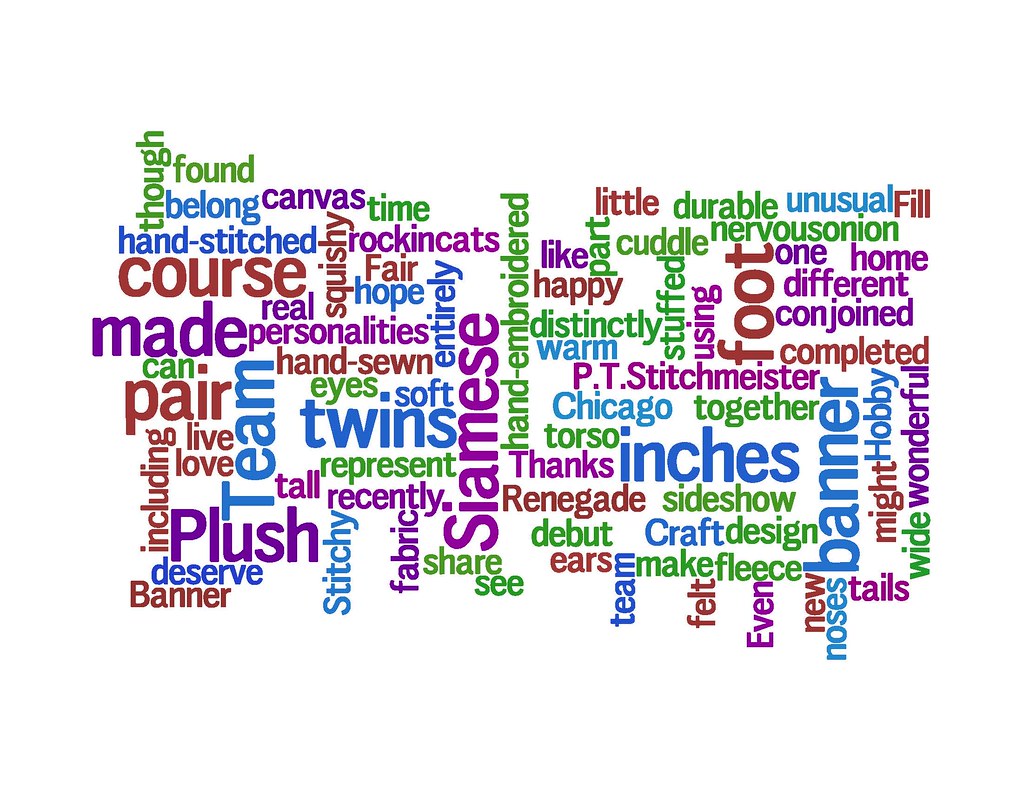 though
found
belong
canvas
time
hand-stitched
squishy
rockincats
course
Fair
hope
entirely
real
made
personalities
can
hand-sewn
pair
Team
eyes
soft
twins
Siamese
including
live
love
represent
tall
recently.
Plush
Stitchy
fabric
share
see
deserve
Banner
hand-embroidered
little
durable
unusual
Fill
part
cuddle
nervousonion
like
happy
stuffed
using
foot
one
home
different
conjoined
distinctly
warm
completed
P.T.Stitchmeister
Chicago
together
banner
Hobby
wonderful
torso
inches
Thanks
Renegade
sideshow
might
wide
debut
Craft
design
ears
make
fleece
team
felt
Even
new
noses
tails